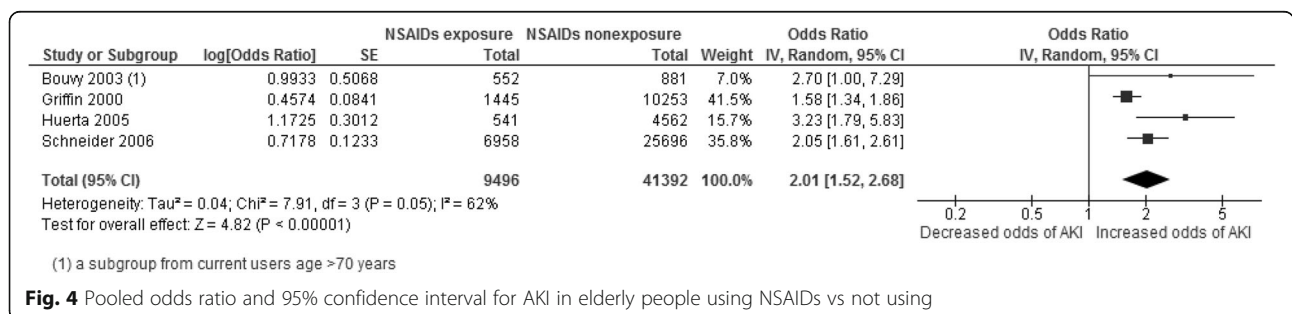 NSAIDs exposure NSAIDs nonexposure Odds Ratio Odds Ratio
Study or Subgroup log[Odds Ratio] SE Total Total Weight IV, Random, 95% CI IV, Random, 95% CI
Bouvy 2003 (1) 0.9933 0.5068 552 881 7.0% 2.70 [1.00, 7.29]
Griffin 2000 0.4574 0.0841 1445 10253 41.5% 1.58 [1.34, 1.86]
Huerta 2005 1.1725 0.3012 541 4562 15.7% 3.23 [1.79, 5.83]
Schneider 2006 0.7178 0.1233 6958 25696 35.8% 2.05 [1.61, 2.61]
Total (95% CI) 9496 41392 100.0% 2.01 [1.52, 2.68]
Heterogeneity: Tau² = 0.04; Chi² = 7.91, df = 3 (P = 0.05); I² = 62%
Test for overall effect: Z = 4.82 (P < 0.00001)
0.2 0.5 1 2 5
Decreased odds of AKI Increased odds of AKI
(1) a subgroup from current users age >70 years
Fig. 4 Pooled odds ratio and 95% confidence interval for AKI in elderly people using NSAIDs vs not using